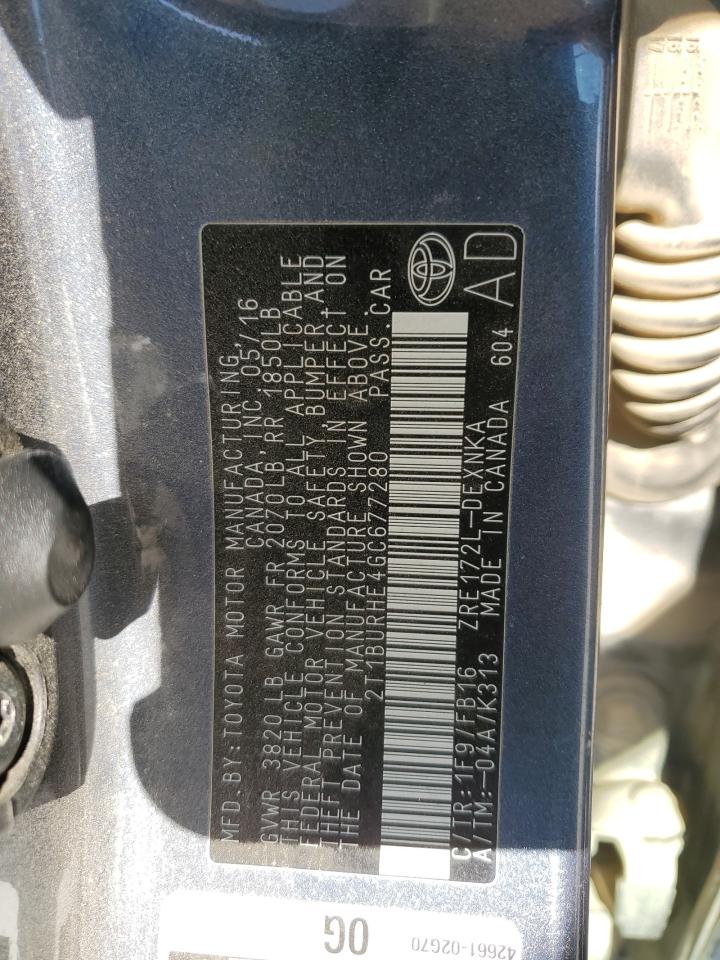 MFD.BY:TOYOTA MOTOR MANUFACTURING
CANADA,INC 05/16
GVWR 3820 LB GAWR FR 2070LB,RR 1850LB
THIS VEHICLE CONFORMS TO ALL APPLICABLE
FEDERAL MOTOR VEHICLE SAFETY, BUMPER,AND
THEFT PREVENTION STANDARDS IN EFFECT ON
THE DATE OF MANUFACTURE SHOWN ABOVE
2T1BURHE4GC677280 PASS.CAR
C/TR:1F9/FB16 ZRE172L-DEXNKA 604
A/TM:-04A/K313 MADE IN CANADA AD
0G
42661-02G70